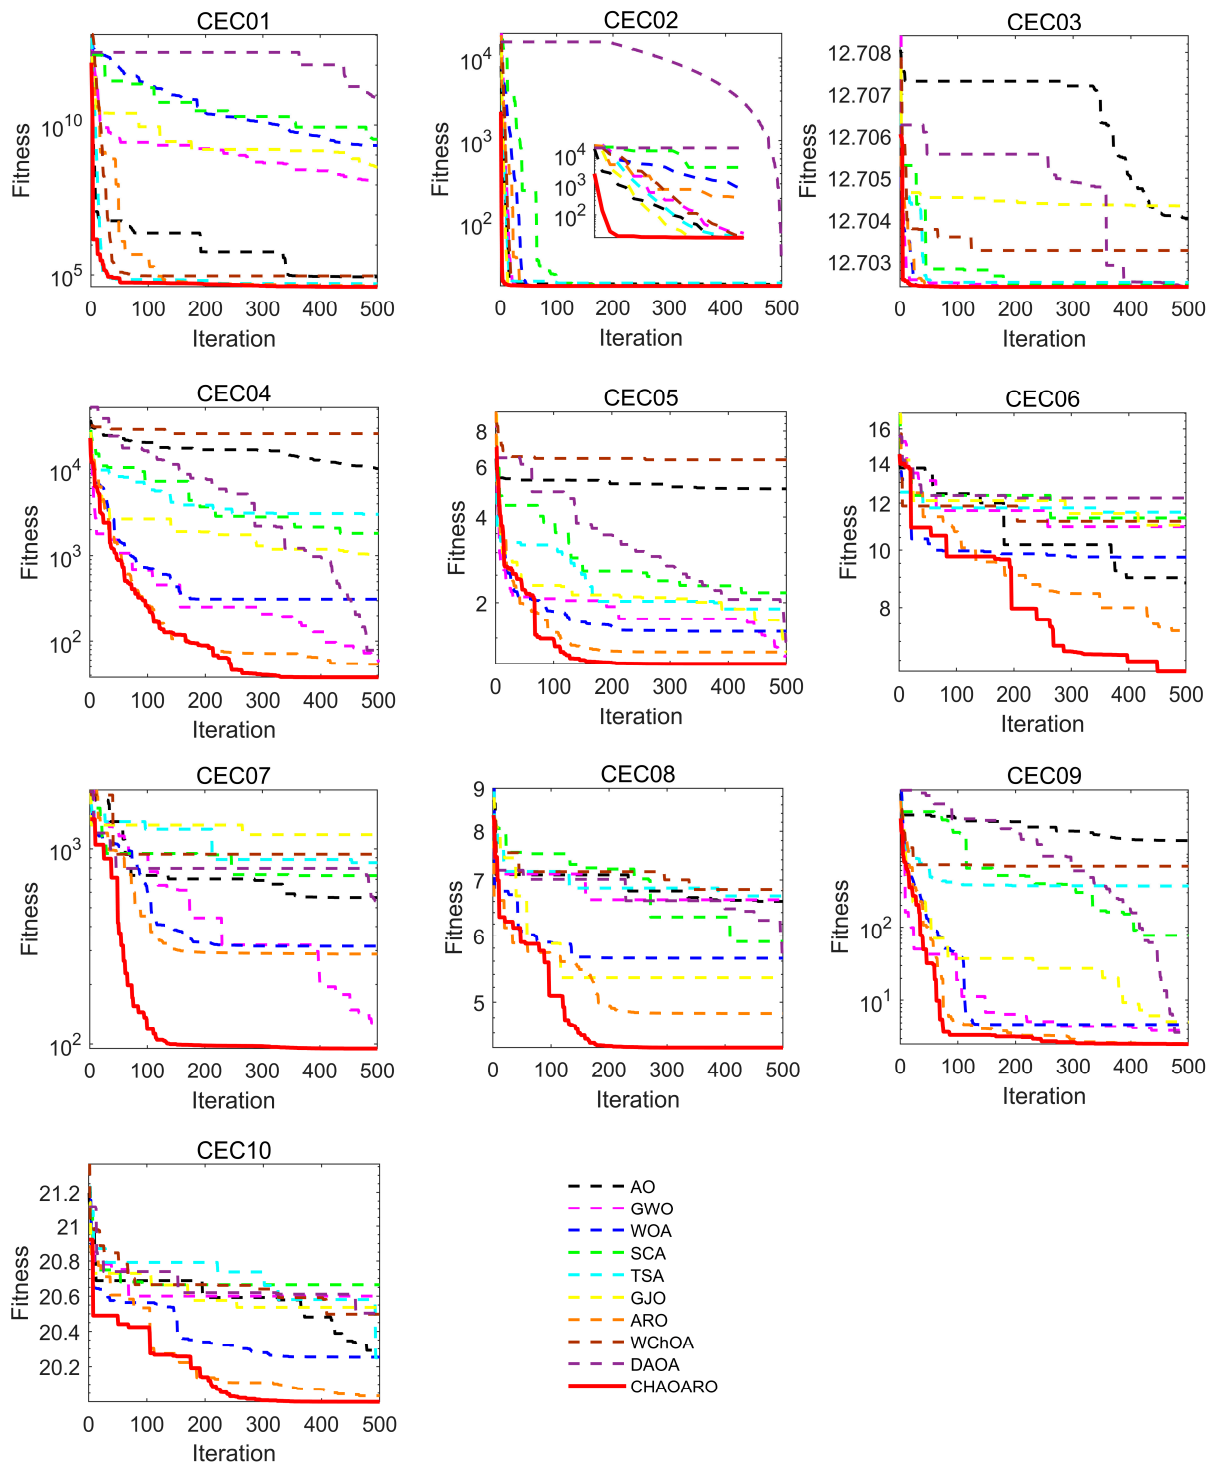 CEC01
Fitness
10^10
10^5
0 100 200 300 400 500
Iteration
CEC02
Fitness
10^4
10^3
10^2
10^4
10^3
10^2
0 100 200 300 400 500
Iteration
CEC03
Fitness
12.708
12.707
12.706
12.705
12.704
12.703
0 100 200 300 400 500
Iteration
CEC04
Fitness
10^4
10^3
10^2
0 100 200 300 400 500
Iteration
CEC05
Fitness
8
6
4
2
0 100 200 300 400 500
Iteration
CEC06
Fitness
16
14
12
10
8
0 100 200 300 400 500
Iteration
CEC07
Fitness
10^3
10^2
0 100 200 300 400 500
Iteration
CEC08
Fitness
9
8
7
6
5
0 100 200 300 400 500
Iteration
CEC09
Fitness
10^2
10^1
0 100 200 300 400 500
Iteration
CEC10
Fitness
21.2
21
20.8
20.6
20.4
20.2
0 100 200 300 400 500
Iteration
AO
GWO
WOA
SCA
TSA
GJO
ARO
WChOA
DAOA
CHAOARO